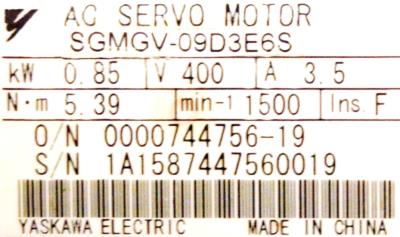 AC SERVO MOTOR
SGMGV-09D3E6S
kW 0.85 V 400 A 3.5
N·m 5.39 min-1 1500 Ins. F
O/N 0000744756-19
S/N 1A1587447560019
YASKAWA ELECTRIC MADE IN CHINA